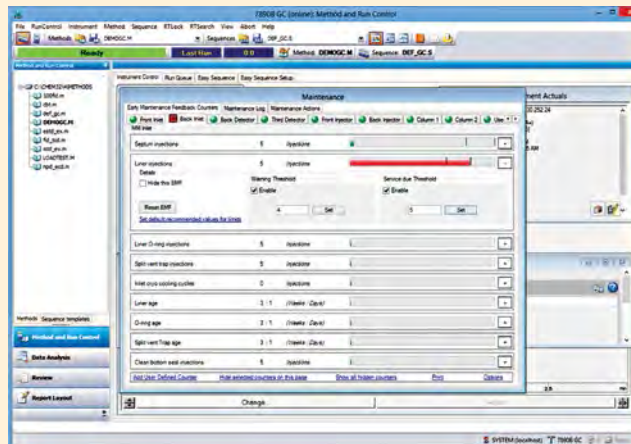 7890B GC (online): Method and Run Control
File RunControl Instrument Method Sequence RTLock RTSearch View Abort Help
Methods DEMOGC.M Sequences DEF_GC.S
Ready Last Run 0.0 Method: DEMOGC.M Sequence: DEF_GC.S
Method and Run Control
Instrument Control Run Queue Easy Sequence Easy Sequence Setup
C:\CHEM32\1\METHODS
def_gc.m
DEMOGC.M
LOADTEST.M
Maintenance
ment Actuals
Early Maintenance Feedback Counters Maintenance Log Maintenance Actions
Front Inlet Back Inlet Back Detector Third Detector Front Injector Back Injector Column 1 Column 2
MM Inlet
Septum injections 5 Injections
Liner injections 5 Injections
Details
Hide this EMF
Warning Threshold
Service due Threshold
Enable
Enable
Reset EMF
4 Set
5 Set
Set default/recommended values for limits
Liner O-ring injections 5 Injections
Split vent trap injections 5 Injections
Inlet cryo cooling cycles 0 Injections
Liner age 3 : 1 (Weeks : Days)
O-ring age 3 : 1 (Weeks : Days)
Split vent Trap age 3 : 1 (Weeks : Days)
Clean bottom seal injections 5 Injections
Add User Defined Counter Hide selected counters on this page Show all hidden counters Print Options
Methods Sequence templates
Method and Run Control
Data Analysis
Review
Report Layout
Change
SYSTEM (localhost) 7890B GC